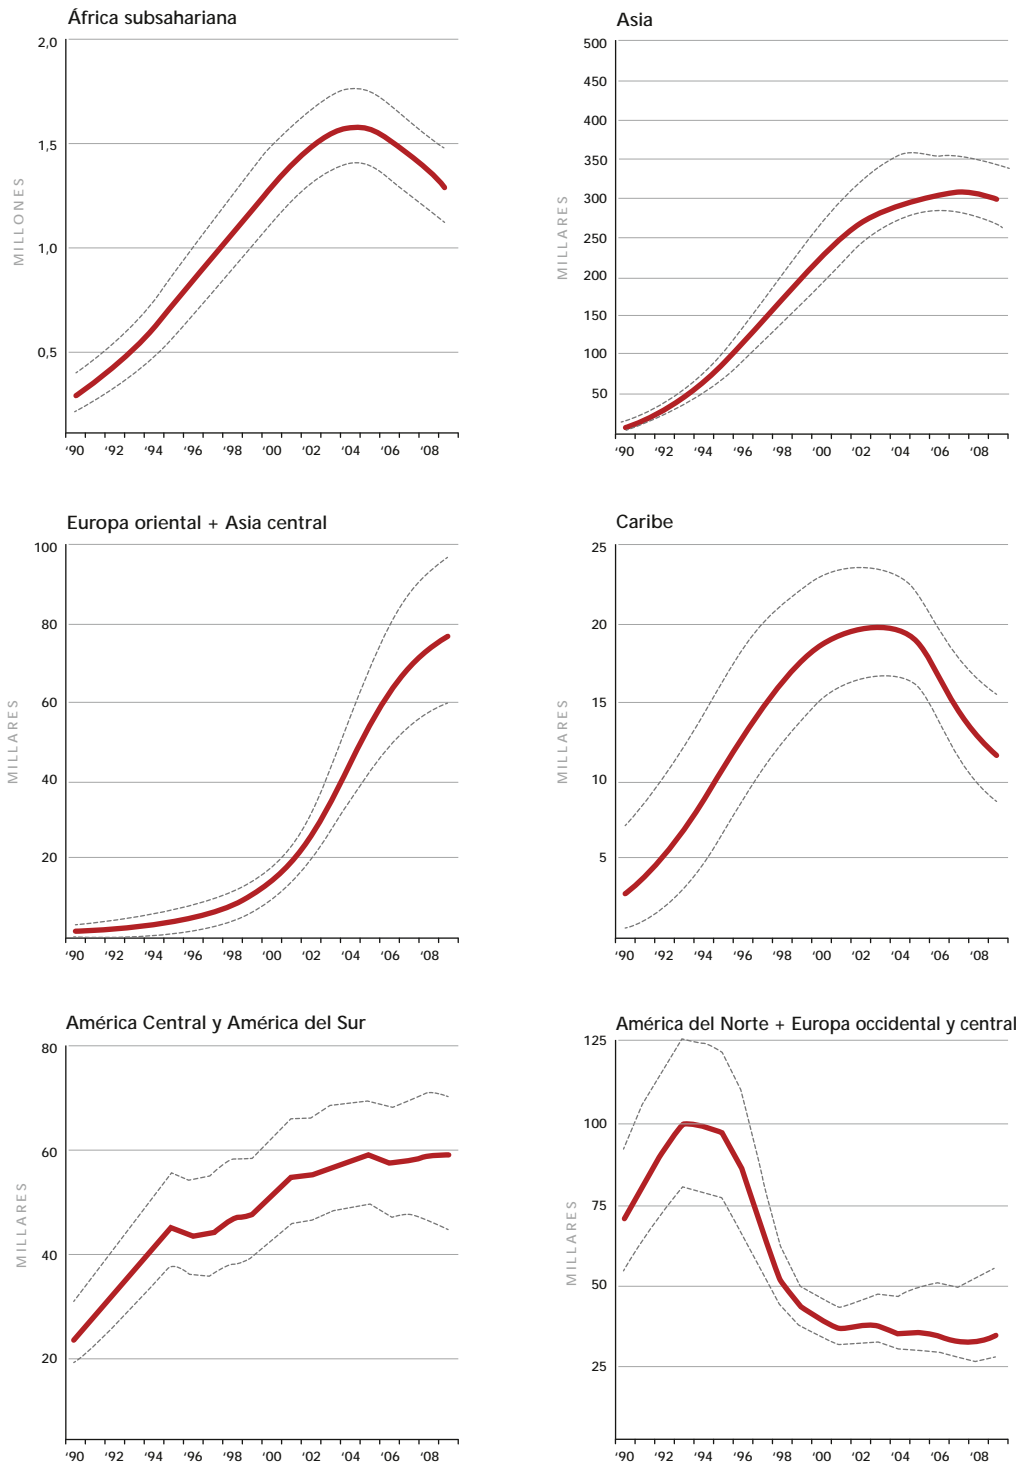 África subsahariana
2,0
1,5
1,0
0,5
MILLONES
‘90 ‘92 ‘94 ‘96 ‘98 ‘00 ‘02 ‘04 ‘06 ‘08
Asia
500
450
400
350
300
250
200
150
100
50
MILLARES
‘90 ‘92 ‘94 ‘96 ‘98 ‘00 ‘02 ‘04 ‘06 ‘08
Europa oriental + Asia central
100
80
60
40
20
MILLARES
‘90 ‘92 ‘94 ‘96 ‘98 ‘00 ‘02 ‘04 ‘06 ‘08
Caribe
25
20
15
10
5
MILLARES
‘90 ‘92 ‘94 ‘96 ‘98 ‘00 ‘02 ‘04 ‘06 ‘08
América Central y América del Sur
80
60
40
20
MILLARES
‘90 ‘92 ‘94 ‘96 ‘98 ‘00 ‘02 ‘04 ‘06 ‘08
América del Norte + Europa occidental y central
125
100
75
50
25
MILLARES
‘90 ‘92 ‘94 ‘96 ‘98 ‘00 ‘02 ‘04 ‘06 ‘08